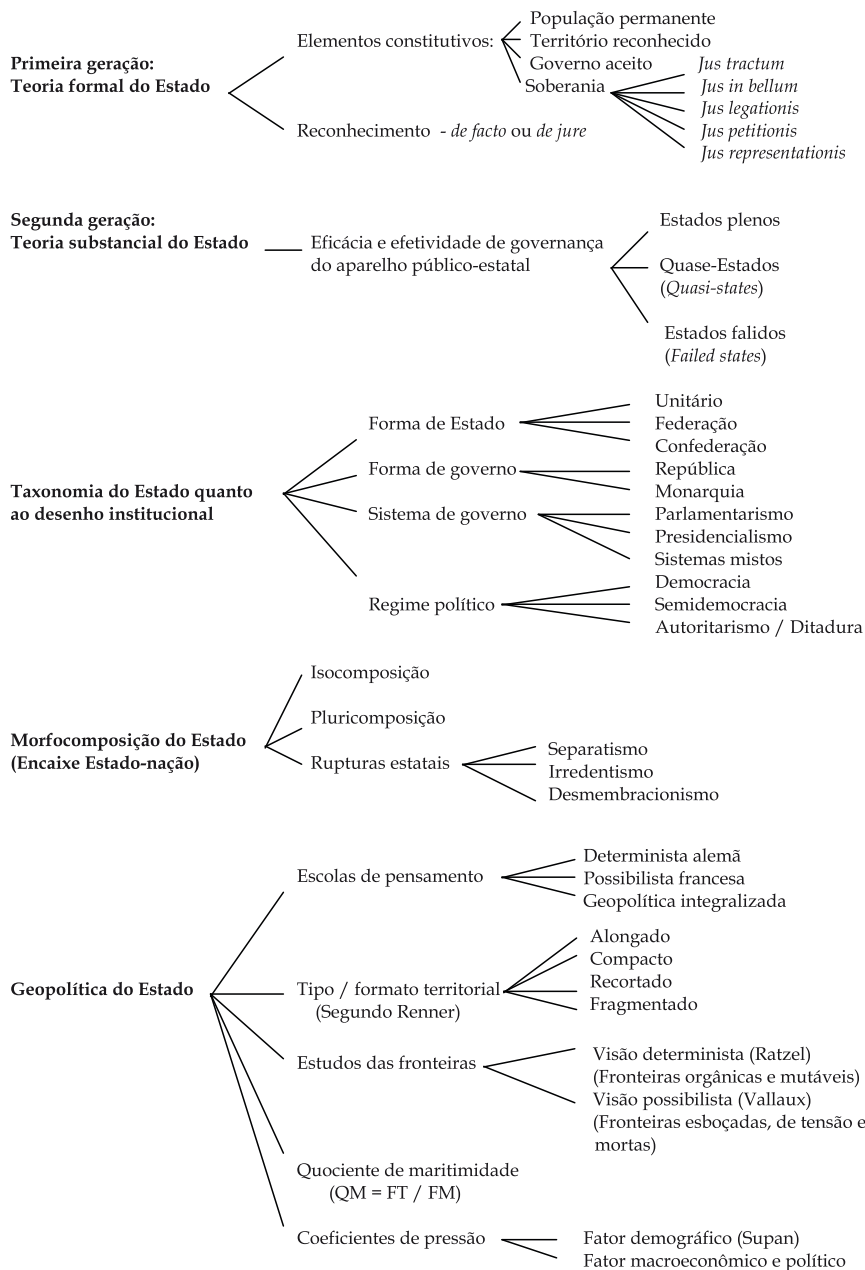 Primeira geração:
Teoria formal do Estado
Elementos constitutivos:
População permanente
Território reconhecido
Governo aceito
Soberania
Jus tractum
Jus in bellum
Jus legationis
Jus petitionis
Jus representationis
Reconhecimento - de facto ou de jure
Segunda geração:
Teoria substancial do Estado
Eficácia e efetividade de governança
do aparelho público-estatal
Estados plenos
Quase-Estados
(Quasi-states)
Estados falidos
(Failed states)
Taxonomia do Estado quanto
ao desenho institucional
Forma de Estado
Unitário
Federação
Confederação
Forma de governo
República
Monarquia
Sistema de governo
Parlamentarismo
Presidencialismo
Sistemas mistos
Regime político
Democracia
Semidemocracia
Autoritarismo / Ditadura
Morfocomposição do Estado
(Encaixe Estado-nação)
Isocomposição
Pluricomposição
Rupturas estatais
Separatismo
Irredentismo
Desmembracionismo
Geopolítica do Estado
Escolas de pensamento
Determinista alemã
Possibilista francesa
Geopolítica integralizada
Tipo / formato territorial
(Segundo Renner)
Alongado
Compacto
Recortado
Fragmentado
Estudos das fronteiras
Visão determinista (Ratzel)
(Fronteiras orgânicas e mutáveis)
Visão possibilista (Vallaux)
(Fronteiras esboçadas, de tensão e
mortas)
Quociente de maritimidade
(QM = FT / FM)
Coeficientes de pressão
Fator demográfico (Supan)
Fator macroeconômico e político